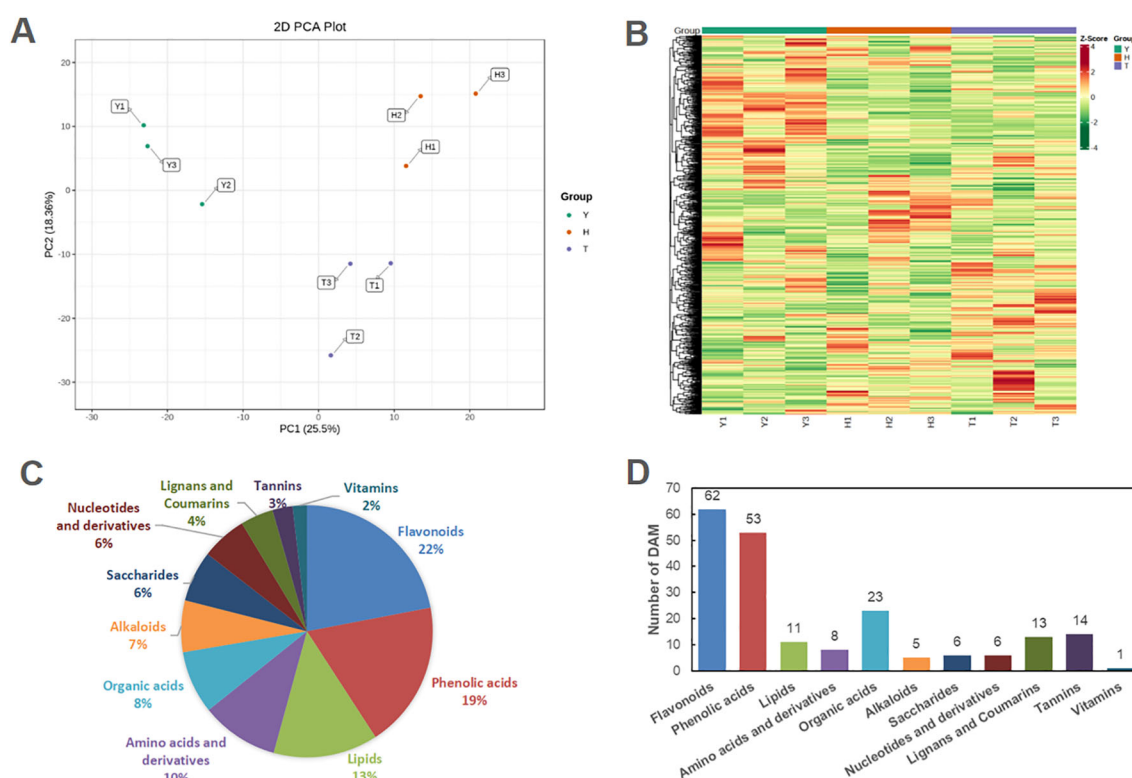 A
2D PCA Plot
20
10
0
-10
-20
-30
-30
-20
-10
0
10
20
PC1 (25.5%)
PC2 (18.36%)
Y1
Y3
Y2
H3
H2
H1
T3
T1
T2
Group
Y
H
T
B
Group
Z-Score
4
2
0
-2
-4
Group
Y
H
T
Y1
Y2
Y3
H1
H2
H3
T1
T2
T3
C
Flavonoids
22%
Phenolic acids
19%
Lipids
13%
Amino acids and
derivatives
10%
Organic acids
8%
Alkaloids
7%
Saccharides
6%
Nucleotides
and derivatives
6%
Lignans and
Coumarins
4%
Tannins
3%
Vitamins
2%
D
Number of DAM
70
60
50
40
30
20
10
0
62
53
11
8
23
5
6
6
13
14
1
Flavonoids
Phenolic acids
Lipids
Amino acids and derivatives
Organic acids
Alkaloids
Saccharides
Nucleotides and derivatives
Lignans and Coumarins
Tannins
Vitamins